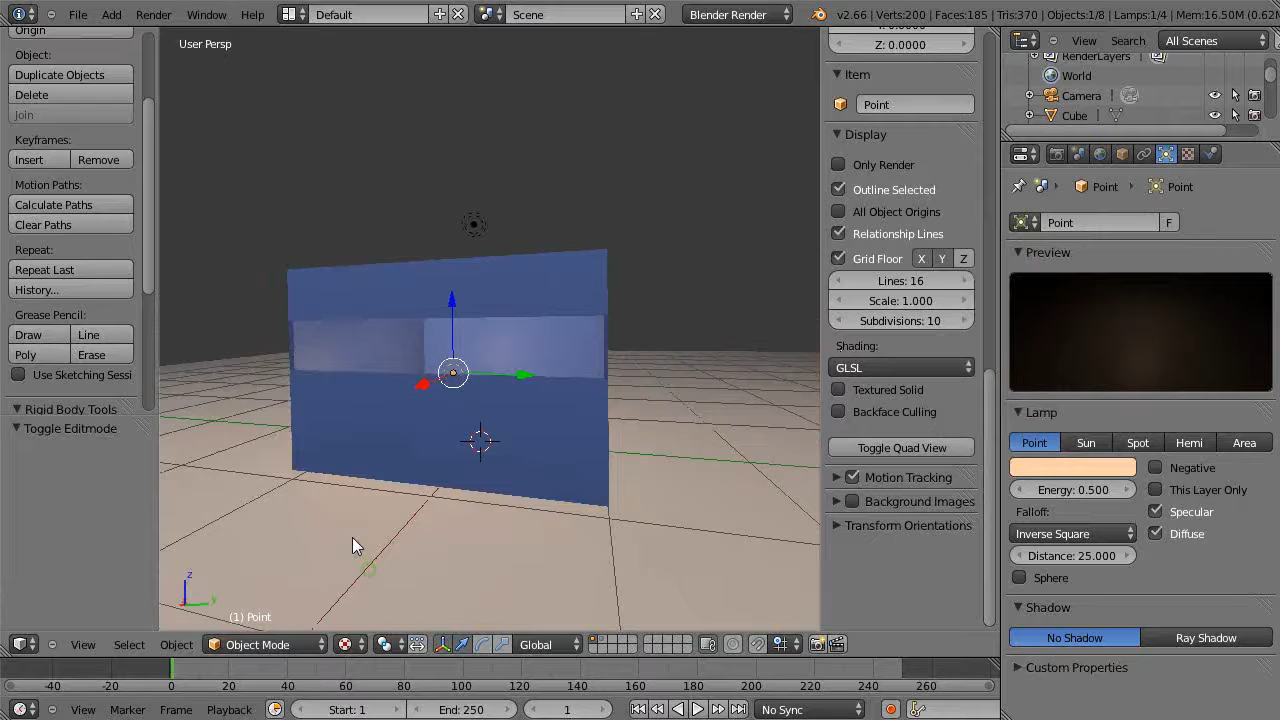 File Add Render Window Help Default Scene Blender Render v2.66 | Verts:200 | Faces:185 | Tris:370 | Objects:1/8 | Lamps:1/4 | Mem:16.50M (0.62M
Origin
Object:
Duplicate Objects
Delete
Join
Keyframes:
Insert Remove
Motion Paths:
Calculate Paths
Clear Paths
Repeat:
Repeat Last
History...
Grease Pencil:
Draw Line
Poly Erase
Use Sketching Sessi
Rigid Body Tools
Toggle Editmode
User Persp
z
y
(1) Point
Z: 0.0000
Item
Point
Display
Only Render
Outline Selected
All Object Origins
Relationship Lines
Grid Floor X Y Z
Lines: 16
Scale: 1.000
Subdivisions: 10
Shading:
GLSL
Textured Solid
Backface Culling
Toggle Quad View
Motion Tracking
Background Images
Transform Orientations
View Search All Scenes
RenderLayers
World
Camera
Cube
Point Point
Point F
Preview
Lamp
Point Sun Spot Hemi Area
Negative
Energy: 0.500 This Layer Only
Falloff: Specular
Inverse Square Diffuse
Distance: 25.000
Sphere
Shadow
No Shadow Ray Shadow
Custom Properties
View Select Object Object Mode Global
-40 -20 0 20 40 60 80 100 120 140 160 180 200 220 240 260
View Marker Frame Playback Start: 1 End: 250 1 No Sync